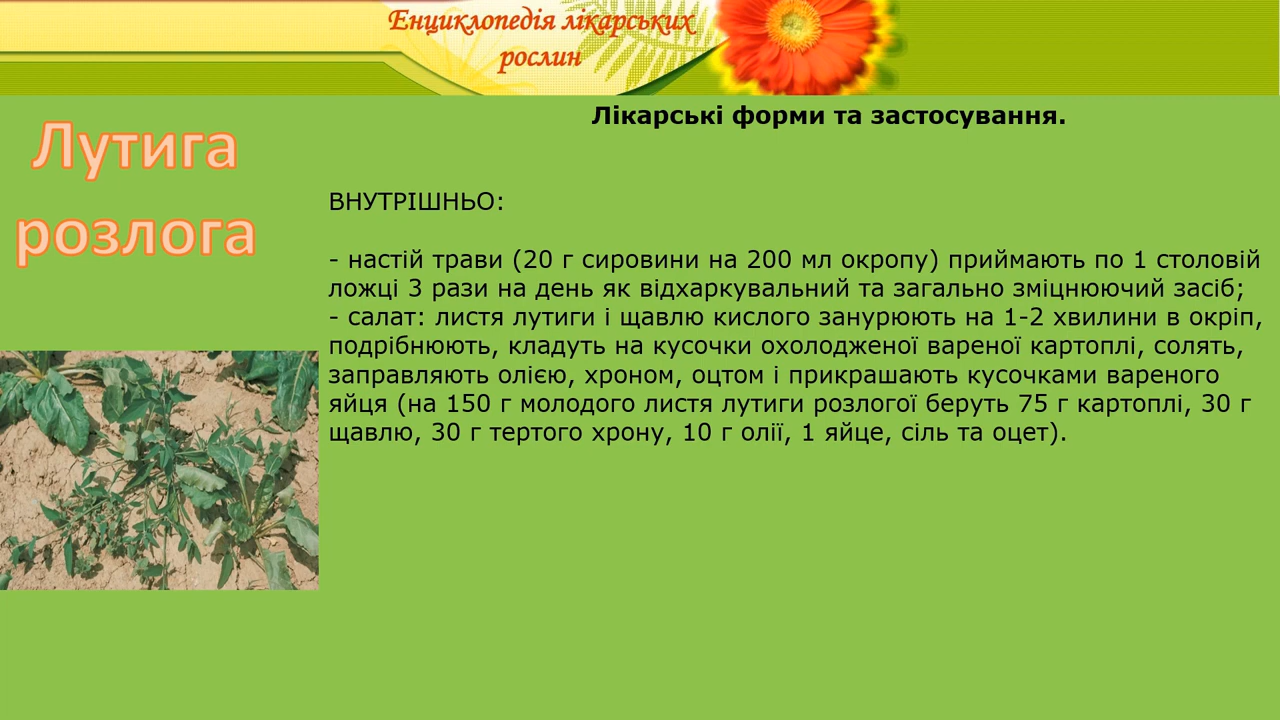 Енциклопедія лікарських
рослин
Лутига
розлога
Лікарські форми та застосування.
ВНУТРІШНЬО:
- настій трави (20 г сировини на 200 мл окропу) приймають по 1 столовій
ложці 3 рази на день як відхаркувальний та загально зміцнюючий засіб;
- салат: листя лутиги і щавлю кислого занурюють на 1-2 хвилини в окріп,
подрібнюють, кладуть на кусочки охолодженої вареної картоплі, солять,
заправляють олією, хроном, оцтом і прикрашають кусочками вареного
яйця (на 150 г молодого листя лутиги розлогої беруть 75 г картоплі, 30 г
щавлю, 30 г тертого хрону, 10 г олії, 1 яйце, сіль та оцет).